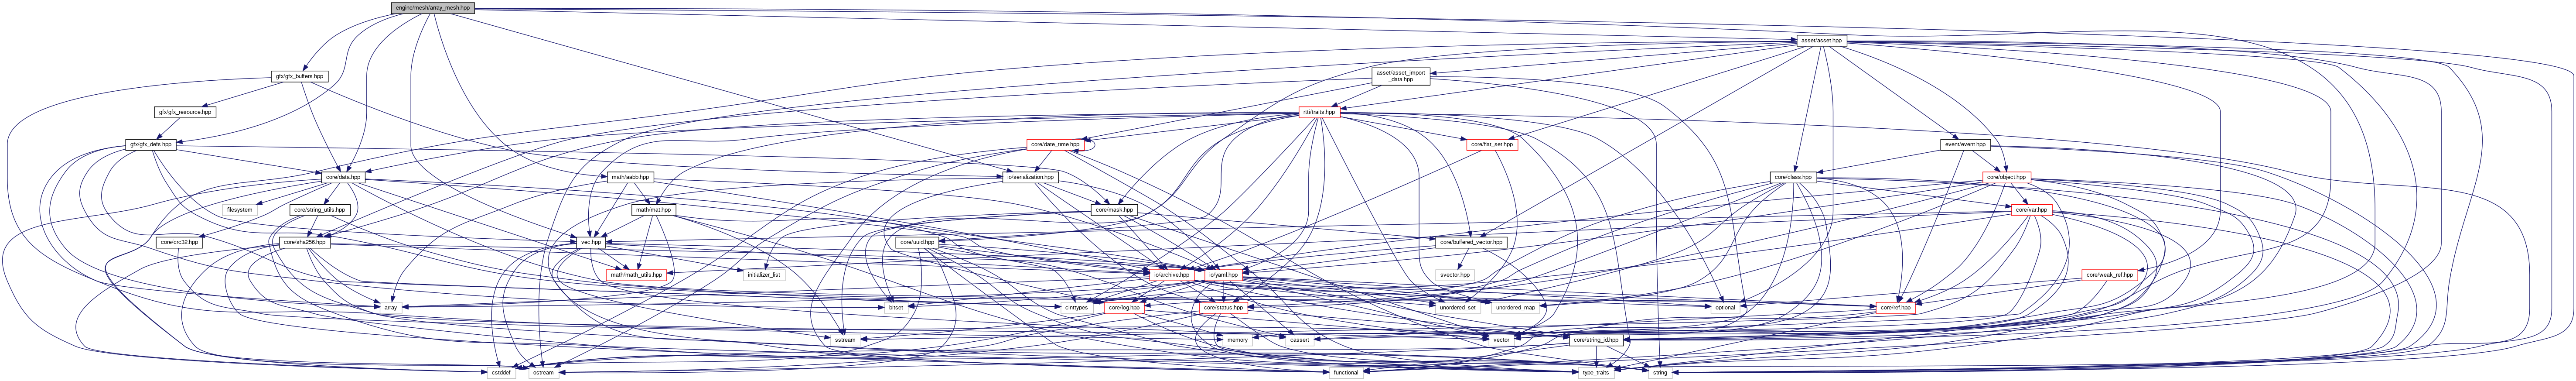 engine/mesh/array_mesh.hpp
asset/asset.hpp
gfx/gfx_buffers.hpp
asset/asset_import
_data.hpp
gfx/gfx_resource.hpp
rtti/traits.hpp
gfx/gfx_defs.hpp
core/date_time.hpp
core/flat_set.hpp
event/event.hpp
core/data.hpp
math/aabb.hpp
io/serialization.hpp
core/class.hpp
core/object.hpp
filesystem
core/string_utils.hpp
math/mat.hpp
core/mask.hpp
core/var.hpp
core/crc32.hpp
core/sha256.hpp
vec.hpp
core/uuid.hpp
core/buffered_vector.hpp
math/math_utils.hpp
initializer_list
io/archive.hpp
io/yaml.hpp
svector.hpp
core/weak_ref.hpp
array
bitset
cinttypes
core/log.hpp
core/status.hpp
unordered_set
unordered_map
optional
core/ref.hpp
sstream
memory
cassert
vector
core/string_id.hpp
cstddef
ostream
functional
type_traits
string